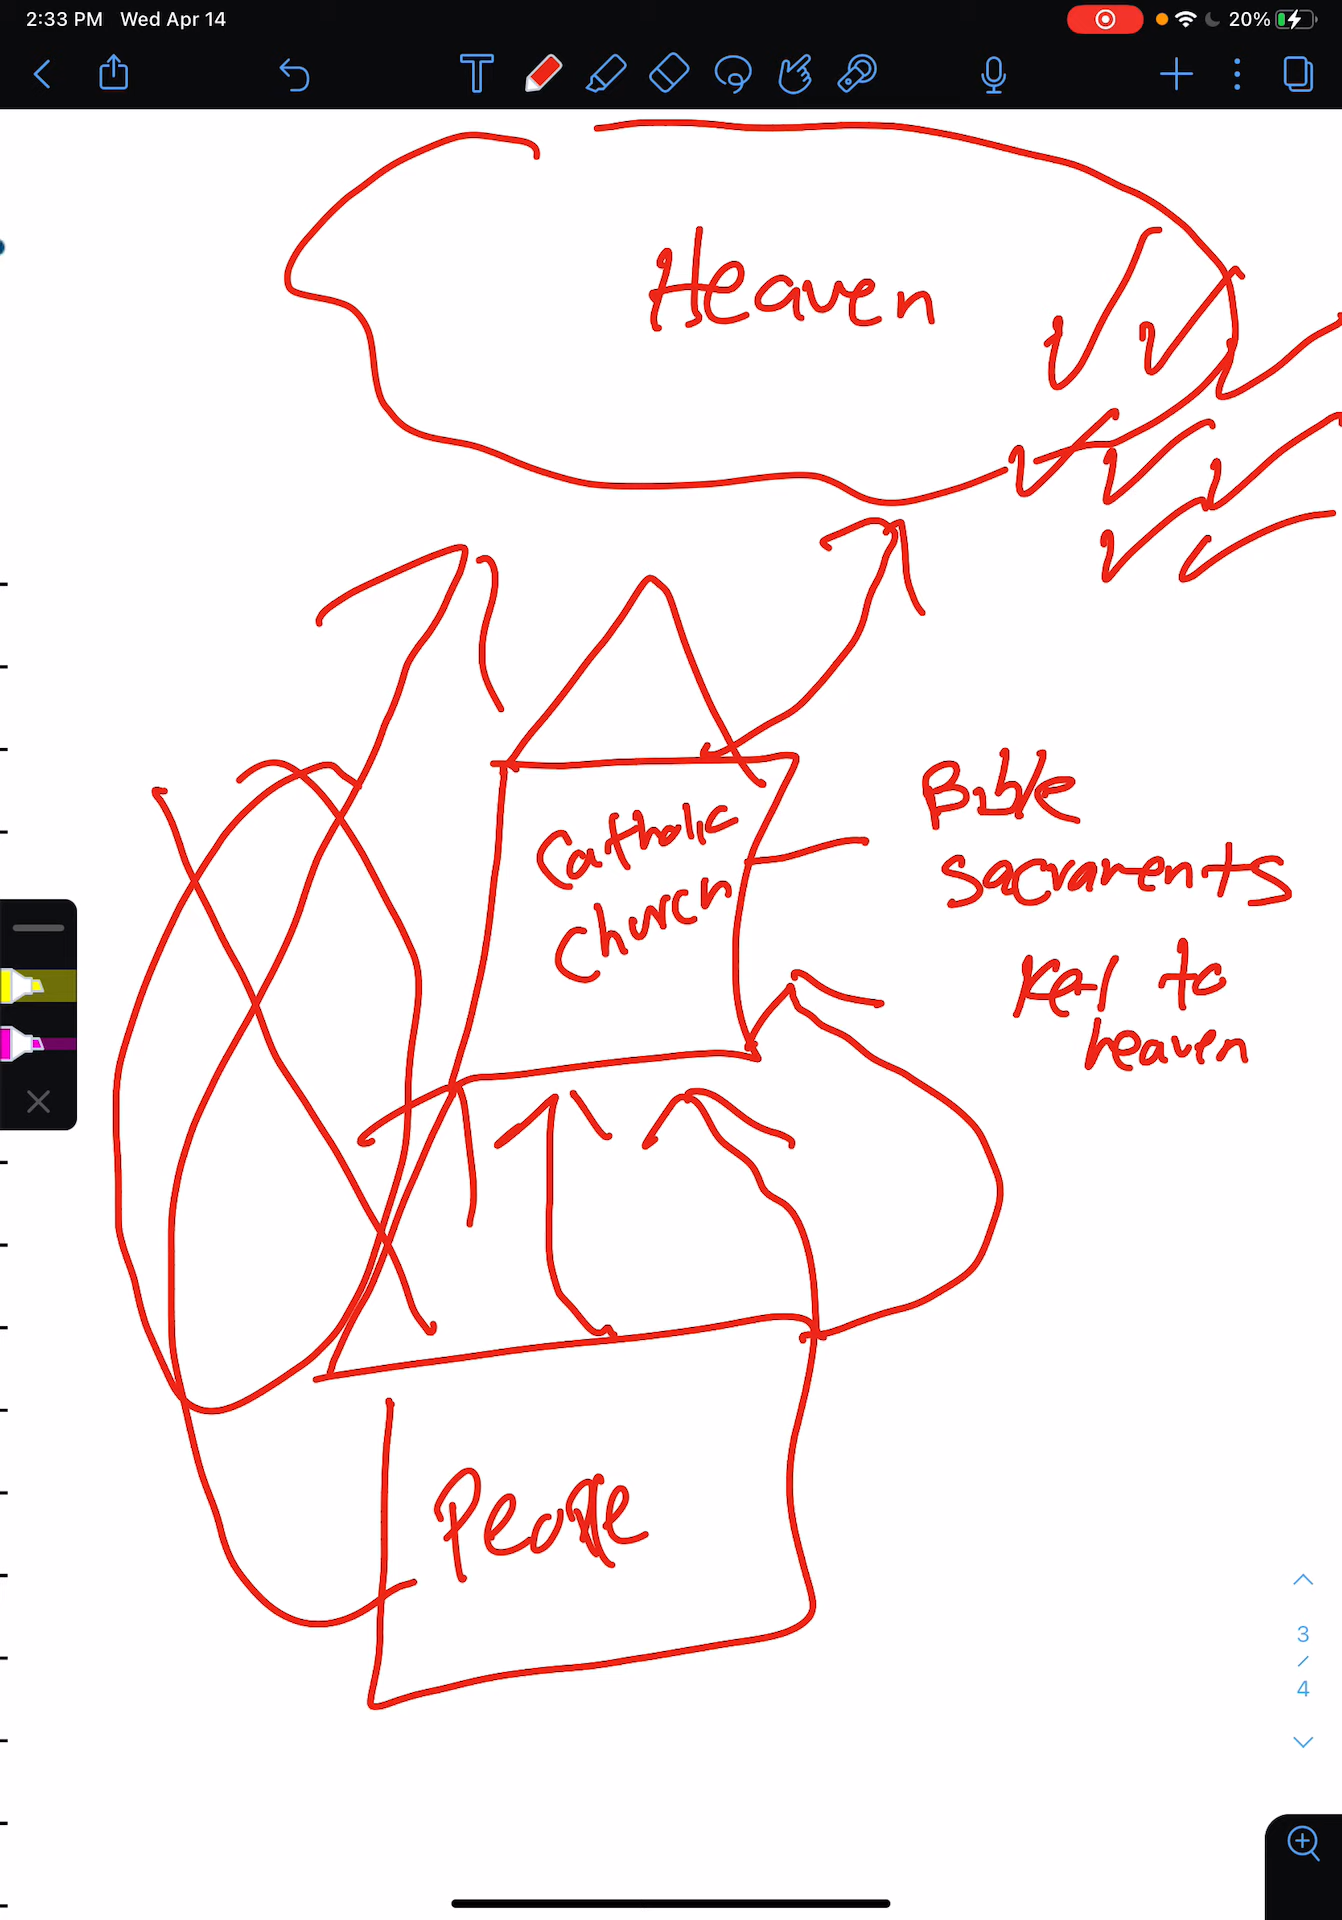 2:33 PM Wed Apr 14
20%
Heaven
Catholic
Church
Bible
Sacraments
Key to
heaven
People
3
/
4